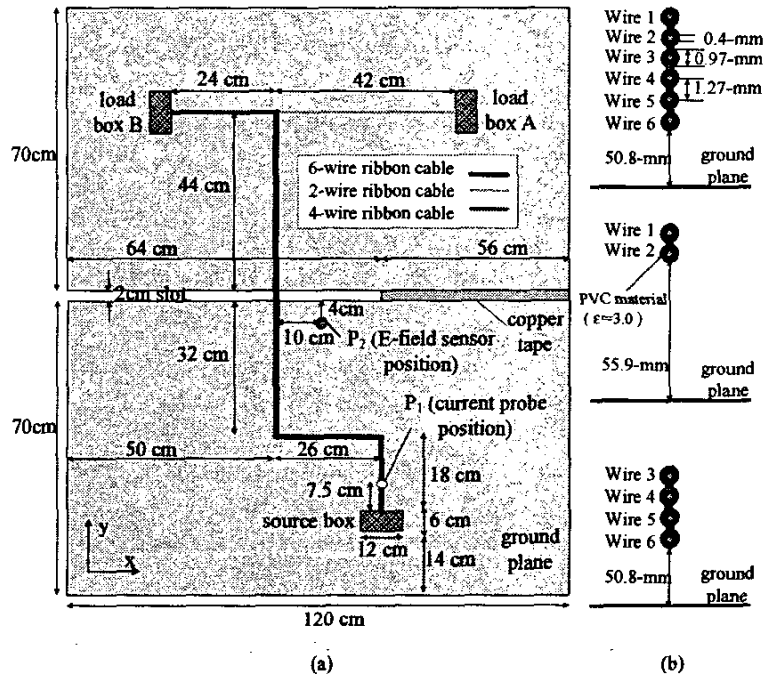 24 cm
42 cm
load
box B
load
box A
70cm
44 cm
6-wire ribbon cable
2-wire ribbon cable
4-wire ribbon cable
64 cm
56 cm
2cm slot
4cm
copper
tape
10 cm
P2 (E-field sensor
position)
32 cm
70cm
P1 (current probe
position)
50 cm
26 cm
18 cm
7.5 cm
source box
6 cm
12 cm
14 cm
ground
plane
y
x
120 cm
(a)
Wire 1
Wire 2
Wire 3
Wire 4
Wire 5
Wire 6
0.4-mm
0.97-mm
1.27-mm
50.8-mm
ground
plane
Wire 1
Wire 2
PVC material
( ε=3.0 )
55.9-mm
ground
plane
Wire 3
Wire 4
Wire 5
Wire 6
50.8-mm
ground
plane
(b)